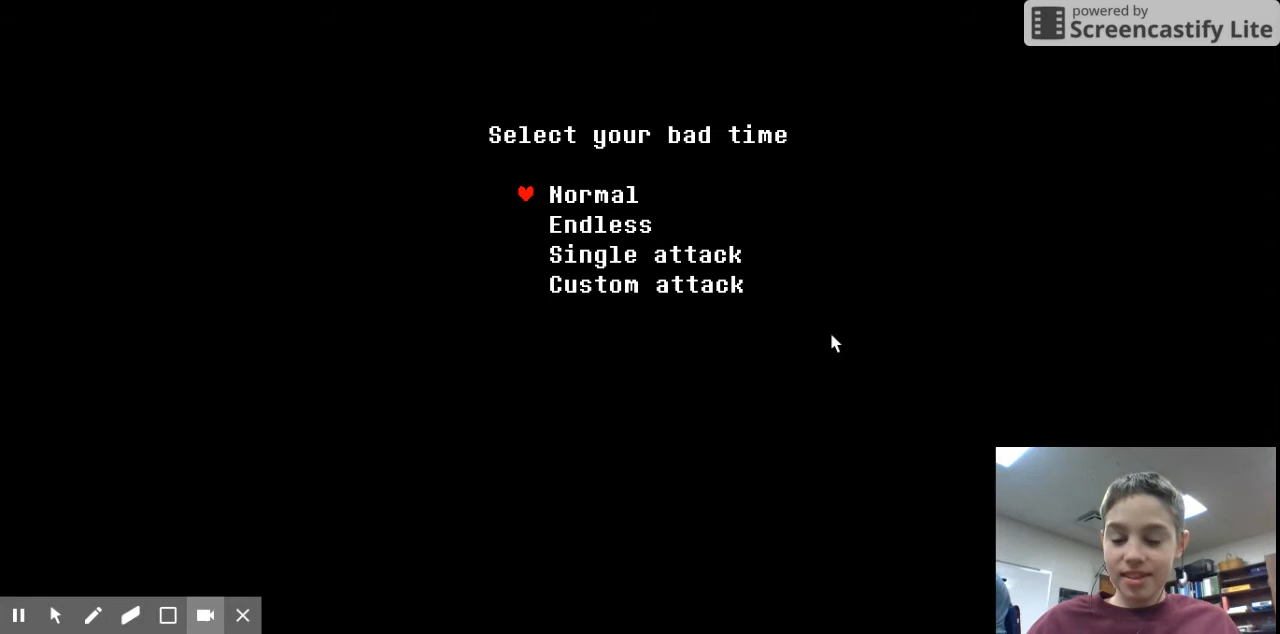 powered by
Screencastify Lite
Select your bad time
Normal
Endless
Single attack
Custom attack